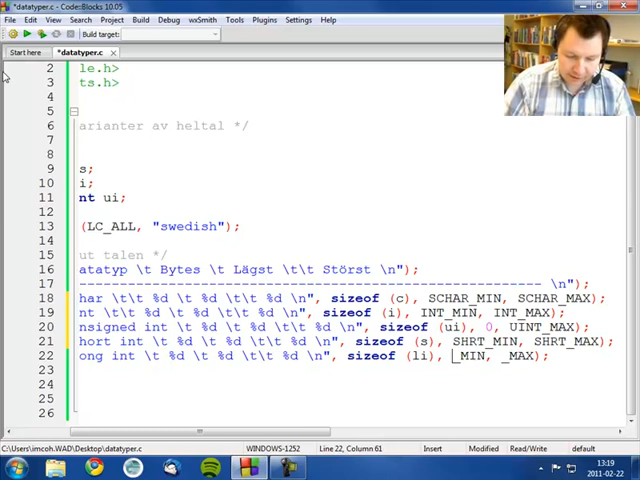 *datatyper.c - Code::Blocks 10.05
File Edit View Search Project Build Debug wxSmith Tools Plugins Settings Help
Build target:
Start here *datatyper.c
2 le.h>
3 ts.h>
4
5
6 arianter av heltal */
7
8
9 s;
10 i;
11 nt ui;
12
13 (LC_ALL, "swedish");
14
15 ut talen */
16 atatyp \t Bytes \t Lägst \t\t Störst \n");
17 ------------------------------------------------------ \n");
18 har \t\t %d \t %d \t\t %d \n", sizeof (c), SCHAR_MIN, SCHAR_MAX);
19 nt \t\t %d \t %d \t\t %d \n", sizeof (i), INT_MIN, INT_MAX);
20 nsigned int \t %d \t %d \t\t %d \n", sizeof (ui), 0, UINT_MAX);
21 hort int \t %d \t %d \t\t %d \n", sizeof (s), SHRT_MIN, SHRT_MAX);
22 ong int \t %d \t %d \t\t %d \n", sizeof (li), _MIN, _MAX);
23
24
25
26
C:\Users\imcoh.WAD\Desktop\datatyper.c WINDOWS-1252 Line 22, Column 61 Insert Modified Read/Write default
13:19
2011-02-22